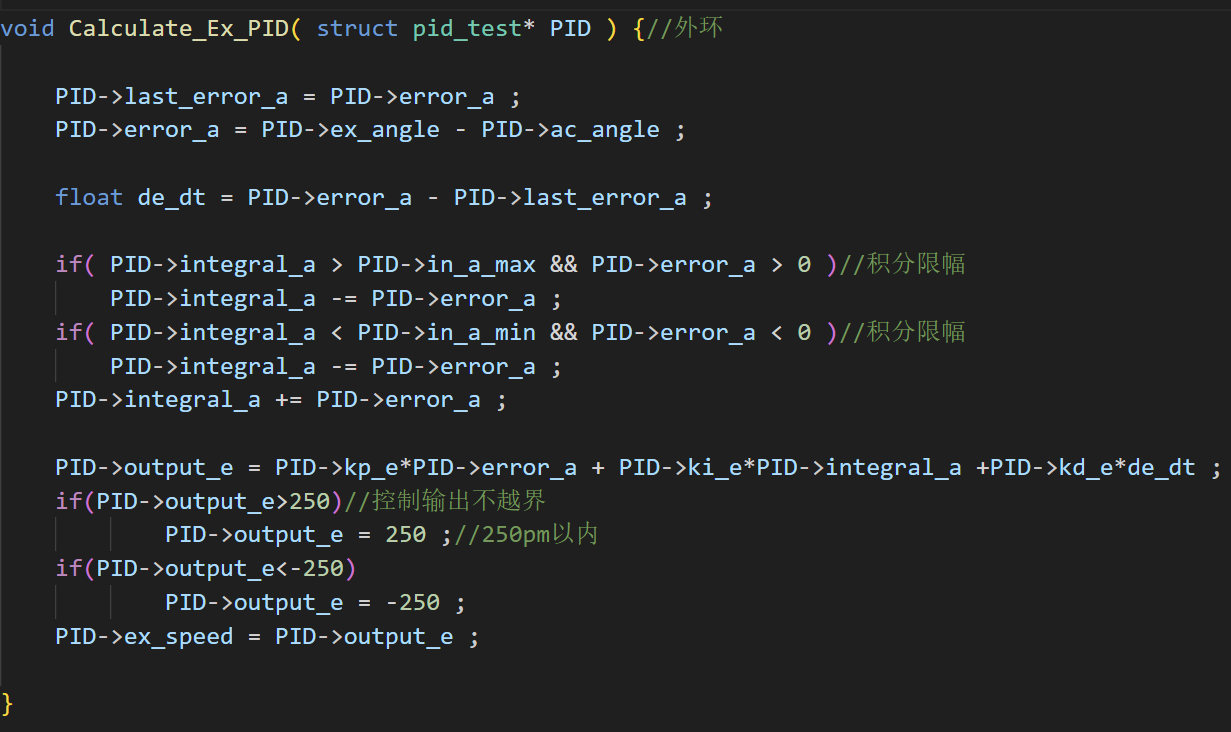 void Calculate_Ex_PID( struct pid_test* PID ) {//外环
PID->last_error_a = PID->error_a ;
PID->error_a = PID->ex_angle - PID->ac_angle ;
float de_dt = PID->error_a - PID->last_error_a ;
if( PID->integral_a > PID->in_a_max && PID->error_a > 0 )//积分限幅
PID->integral_a -= PID->error_a ;
if( PID->integral_a < PID->in_a_min && PID->error_a < 0 )//积分限幅
PID->integral_a -= PID->error_a ;
PID->integral_a += PID->error_a ;
PID->output_e = PID->kp_e*PID->error_a + PID->ki_e*PID->integral_a +PID->kd_e*de_dt ;
if(PID->output_e>250)//控制输出不越界
PID->output_e = 250 ;//250pm以内
if(PID->output_e<-250)
PID->output_e = -250 ;
PID->ex_speed = PID->output_e ;
}